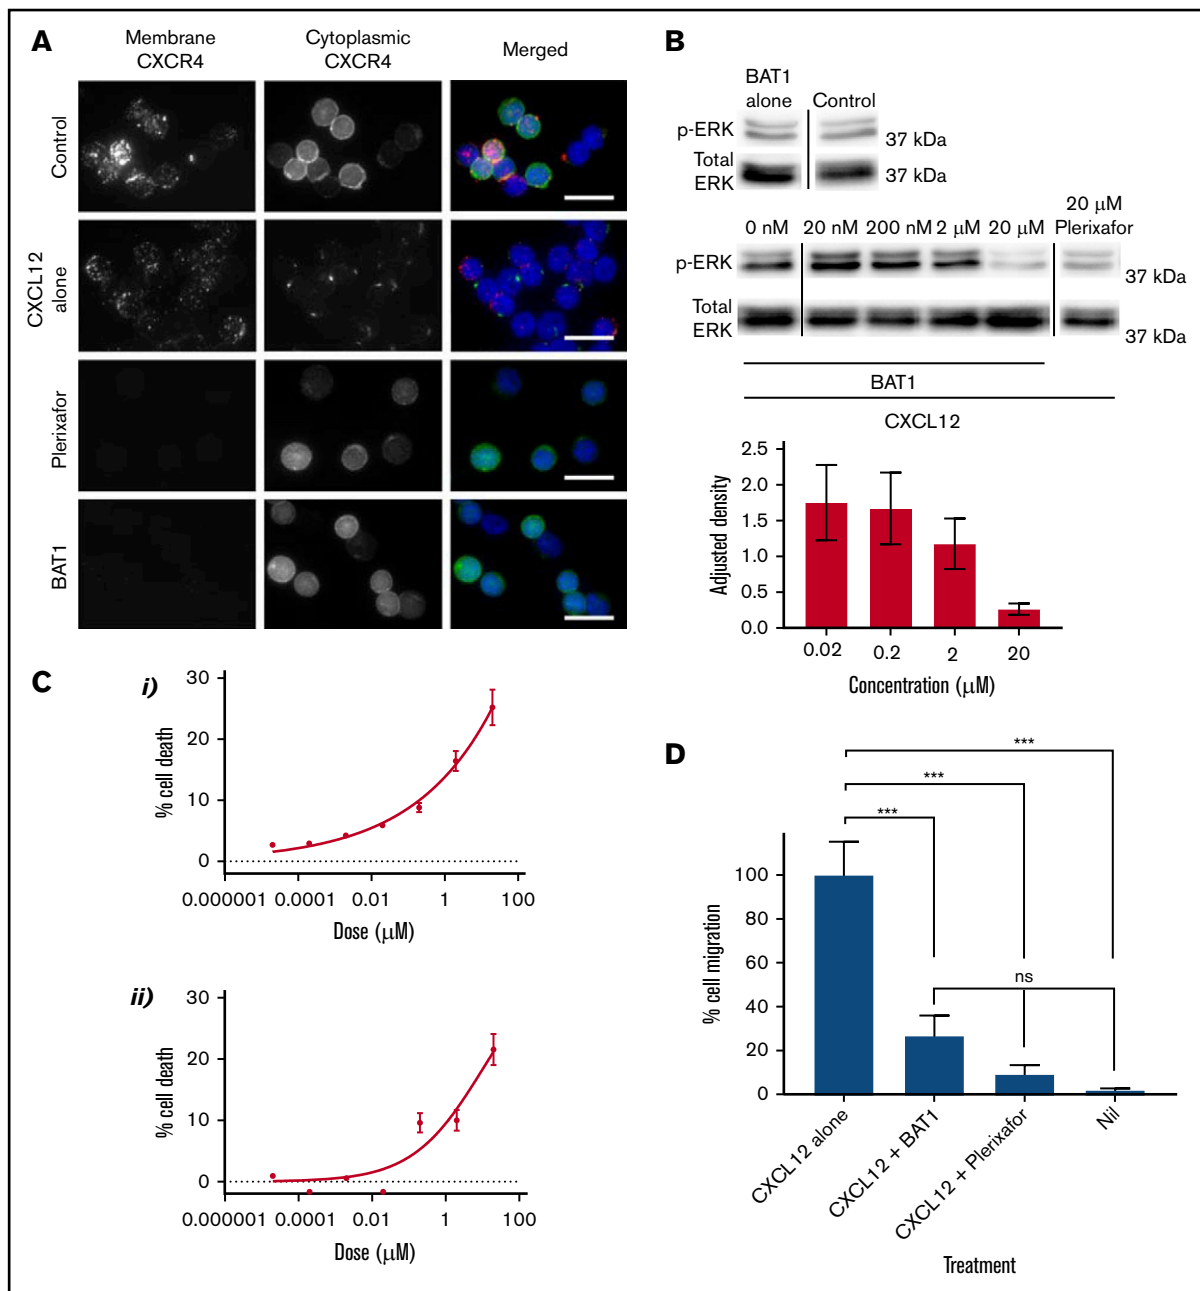 A
Membrane
CXCR4
Cytoplasmic
CXCR4
Merged
Control
CXCL12
alone
Plerixafor
BAT1
B
BAT1
alone
Control
p-ERK
37 kDa
Total
ERK
37 kDa
0 nM
20 nM
200 nM
2 µM
20 µM
20 µM
Plerixafor
p-ERK
37 kDa
Total
ERK
37 kDa
BAT1
CXCL12
Adjusted density
2.5
2.0
1.5
1.0
0.5
0.0
0.02
0.2
2
20
Concentration (µM)
C
i)
% cell death
30
20
10
0
0.000001
0.0001
0.01
1
100
Dose (µM)
ii)
% cell death
30
20
10
0
0.000001
0.0001
0.01
1
100
Dose (µM)
D
***
***
***
ns
% cell migration
100
80
60
40
20
0
CXCL12 alone
CXCL12 + BAT1
CXCL12 + Plerixafor
Nil
Treatment